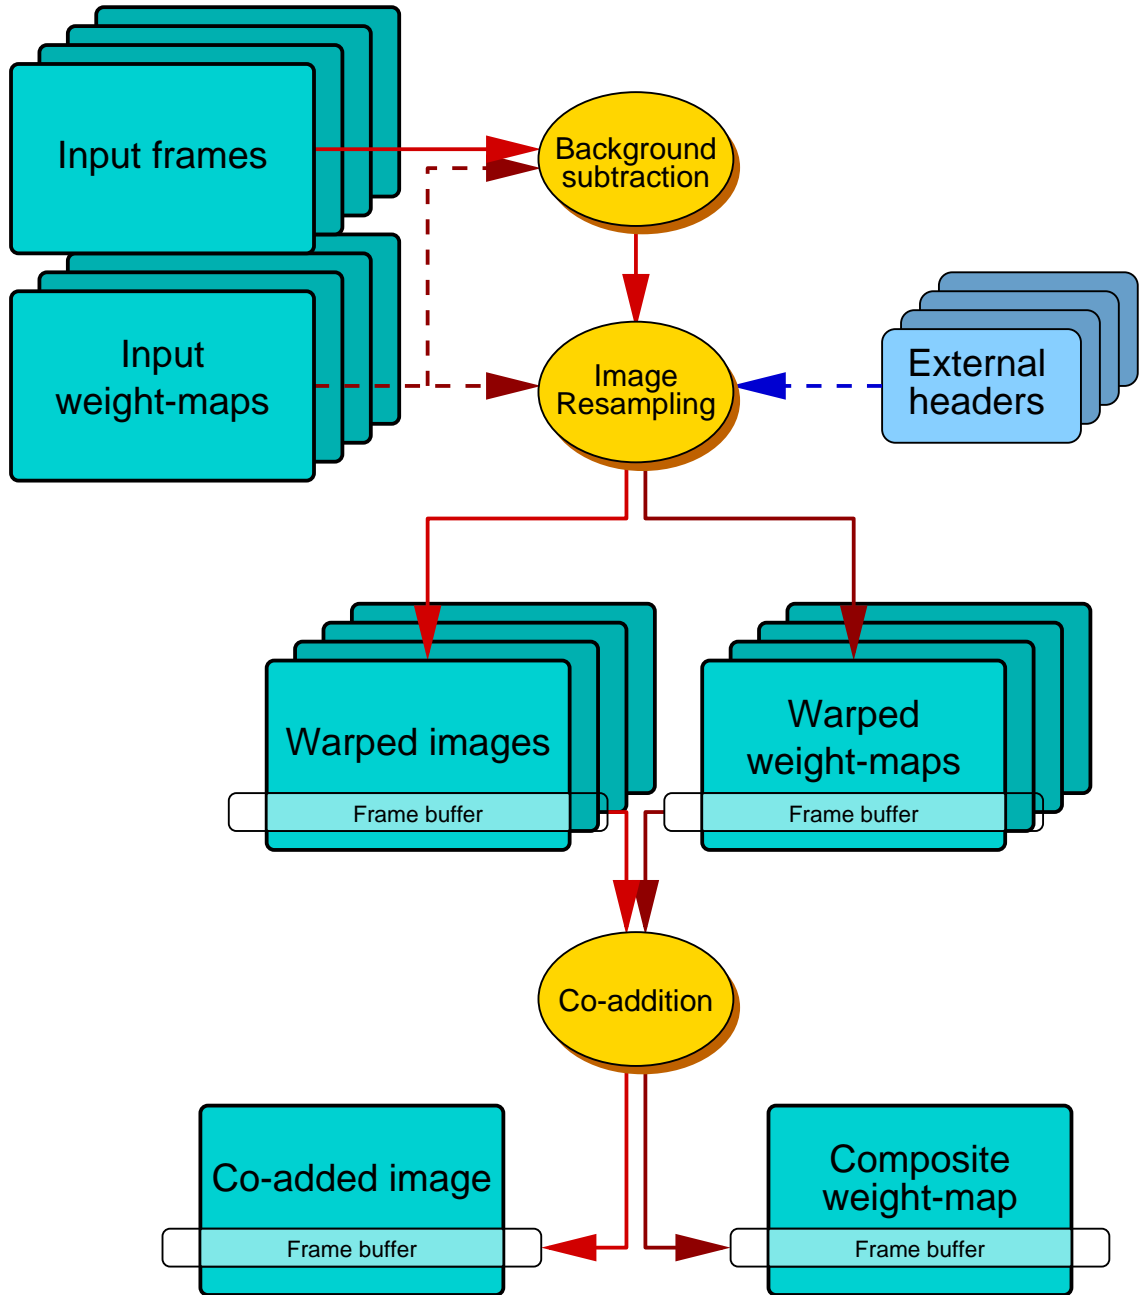 Input frames
Background
subtraction
Input
weight-maps
Image
Resampling
External
headers
Warped images
Frame buffer
Warped
weight-maps
Frame buffer
Co-addition
Co-added image
Frame buffer
Composite
weight-map
Frame buffer